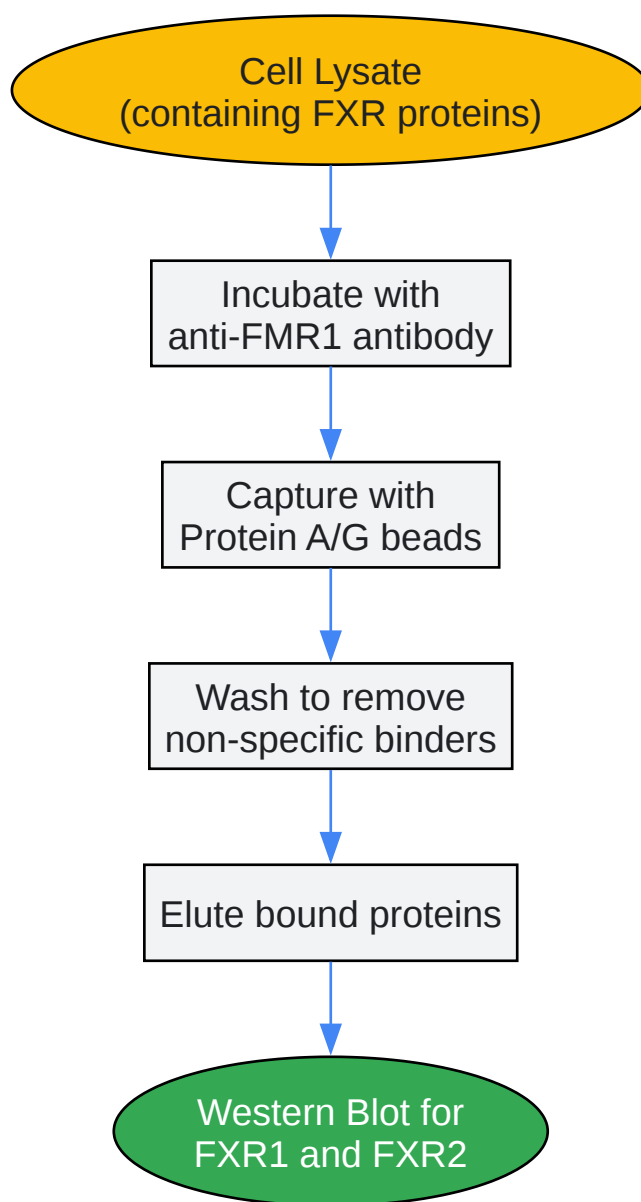 Cell Lysate
(containing FXR proteins)
Incubate with
anti-FMR1 antibody
Capture with
Protein A/G beads
Wash to remove
non-specific binders
Elute bound proteins
Western Blot for
FXR1 and FXR2